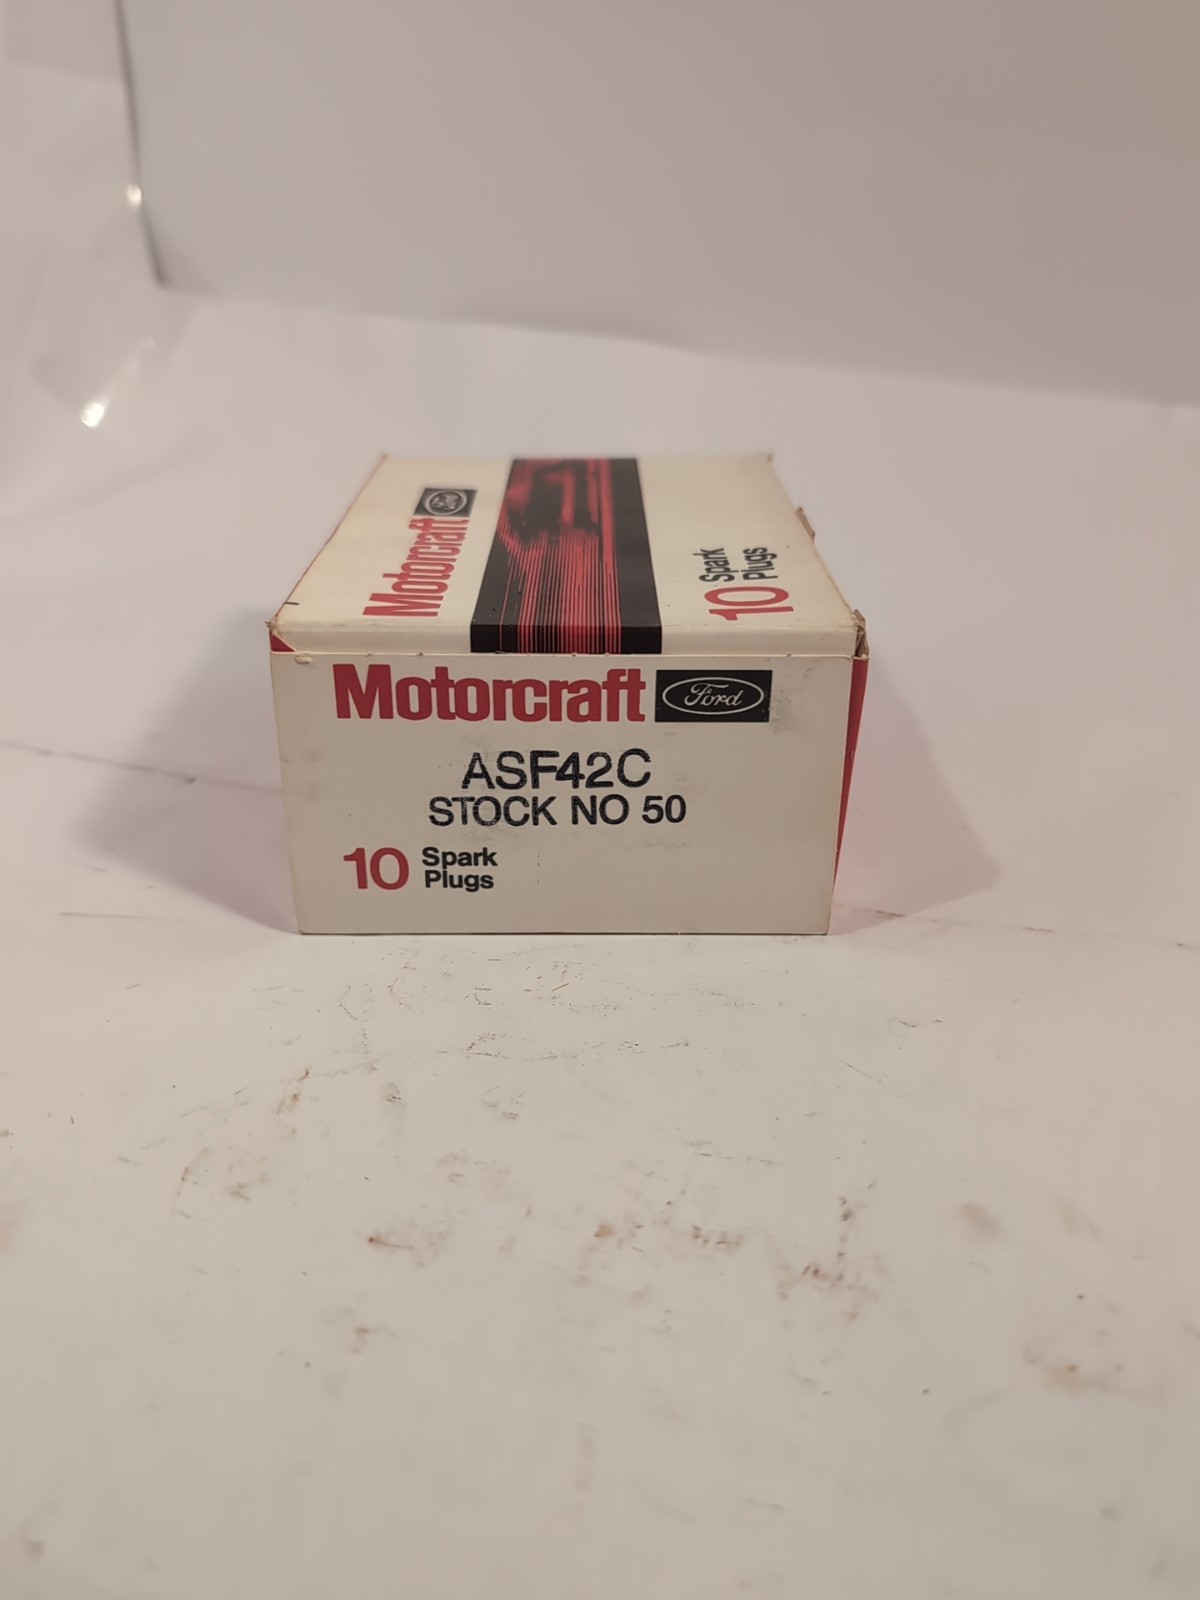 Motorcraft Ford
10 Spark
Plugs
Motorcraft Ford
ASF42C
STOCK NO 50
10 Spark
Plugs